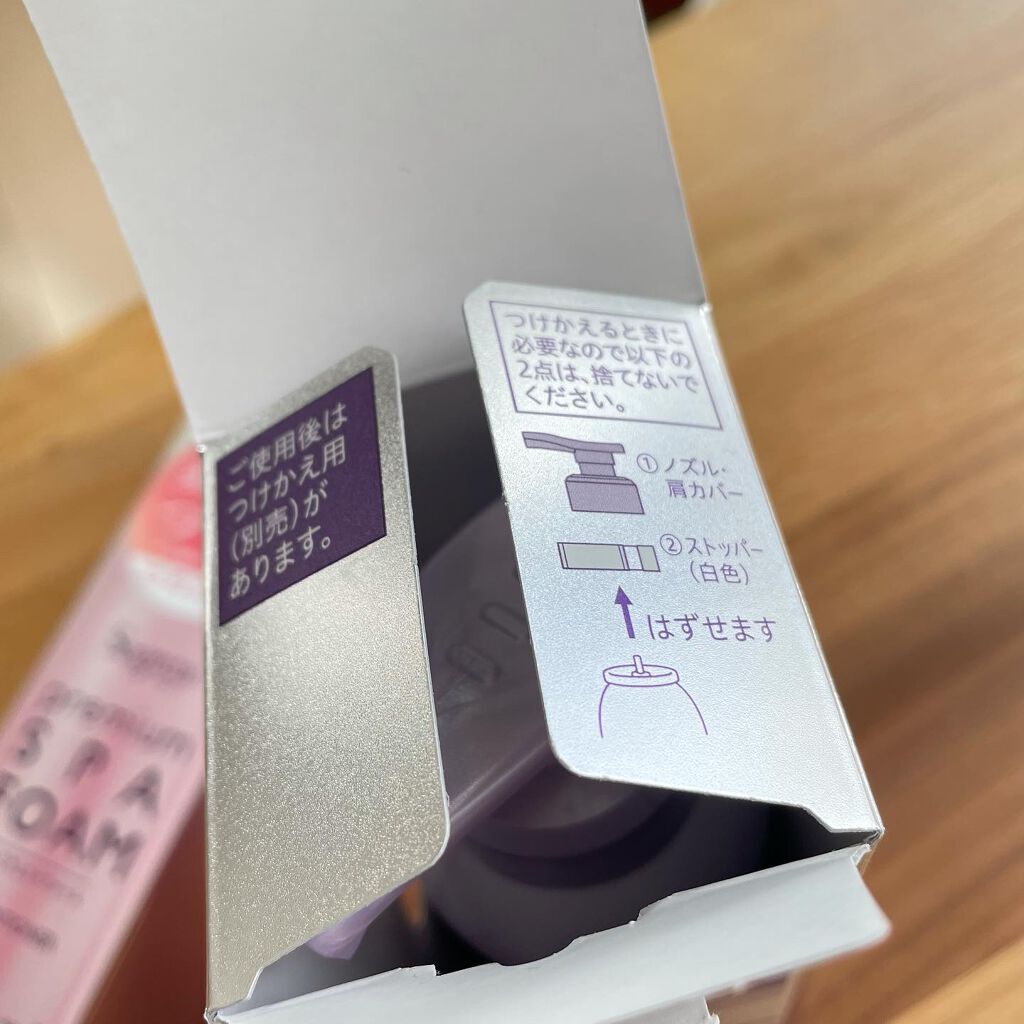 ご使用後は
つけかえ用
(別売)が
あります。
つけかえるときに
必要なので以下の
2点は、捨てないで
ください。
①ノズル・
肩カバー
②ストッパー
(白色)
はずせます
premium
SPA
FOAM